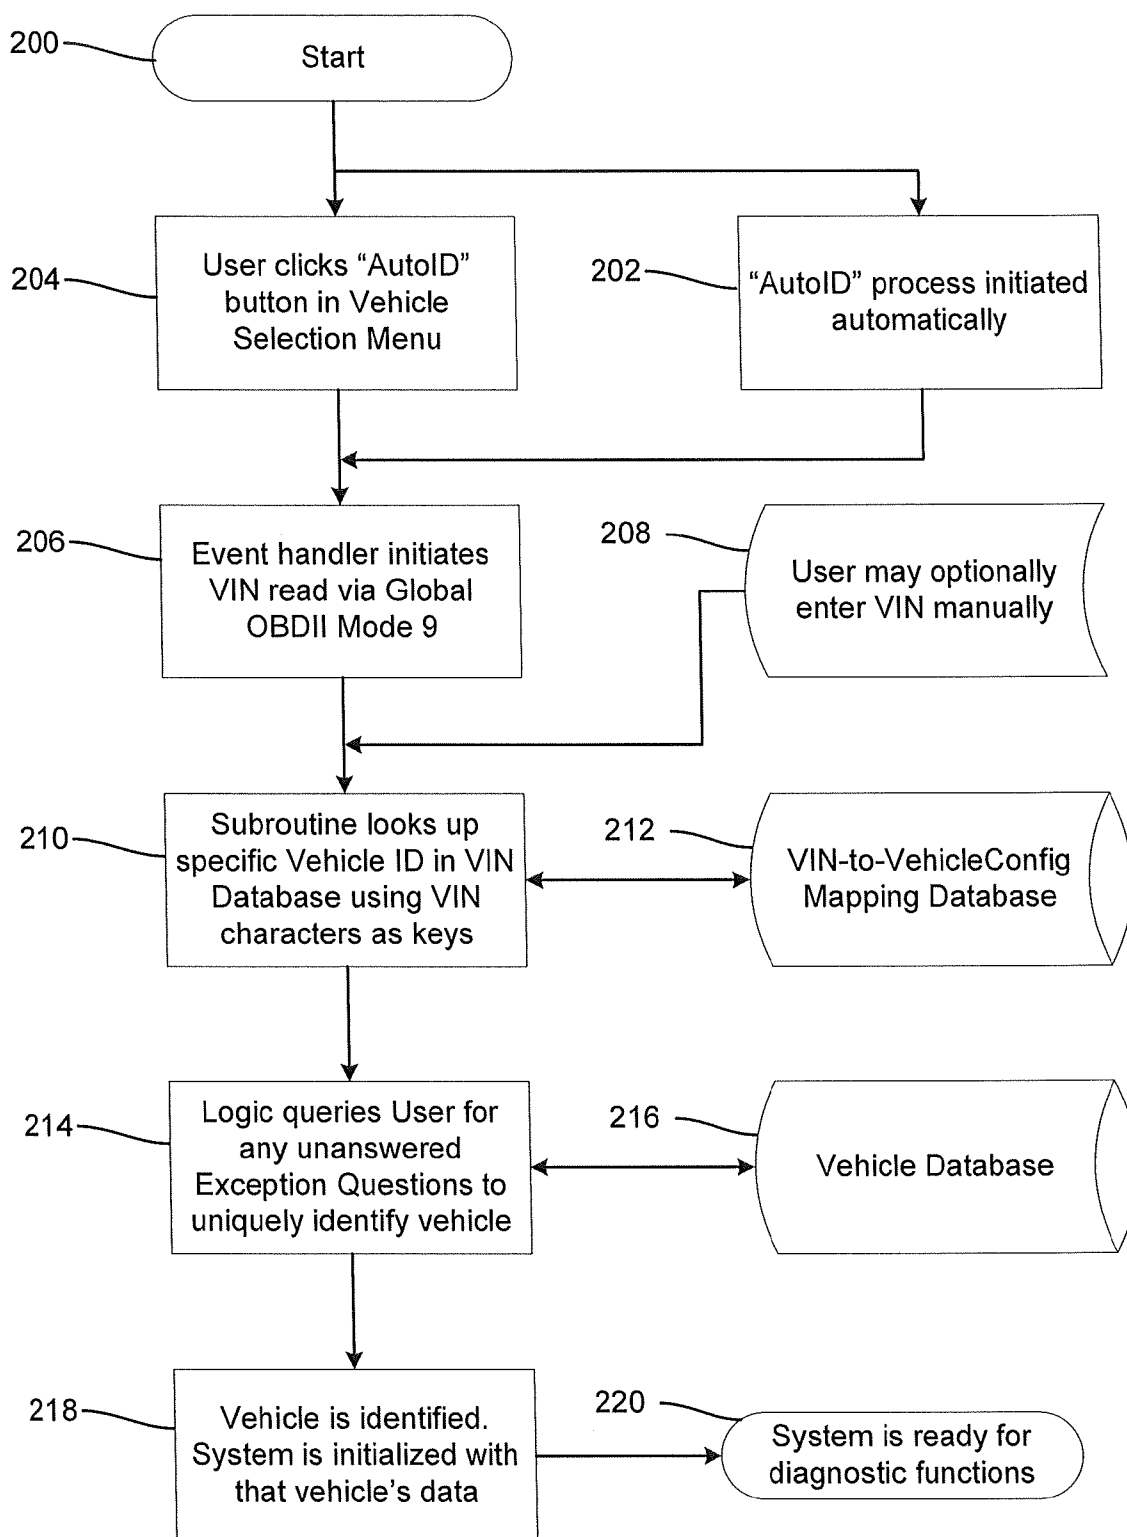 200
Start
204
User clicks “AutoID”
button in Vehicle
Selection Menu
202
“AutoID” process initiated
automatically
206
Event handler initiates
VIN read via Global
OBDII Mode 9
208
User may optionally
enter VIN manually
210
Subroutine looks up
specific Vehicle ID in VIN
Database using VIN
characters as keys
212
VIN-to-VehicleConfig
Mapping Database
214
Logic queries User for
any unanswered
Exception Questions to
uniquely identify vehicle
216
Vehicle Database
218
Vehicle is identified.
System is initialized with
that vehicle’s data
220
System is ready for
diagnostic functions